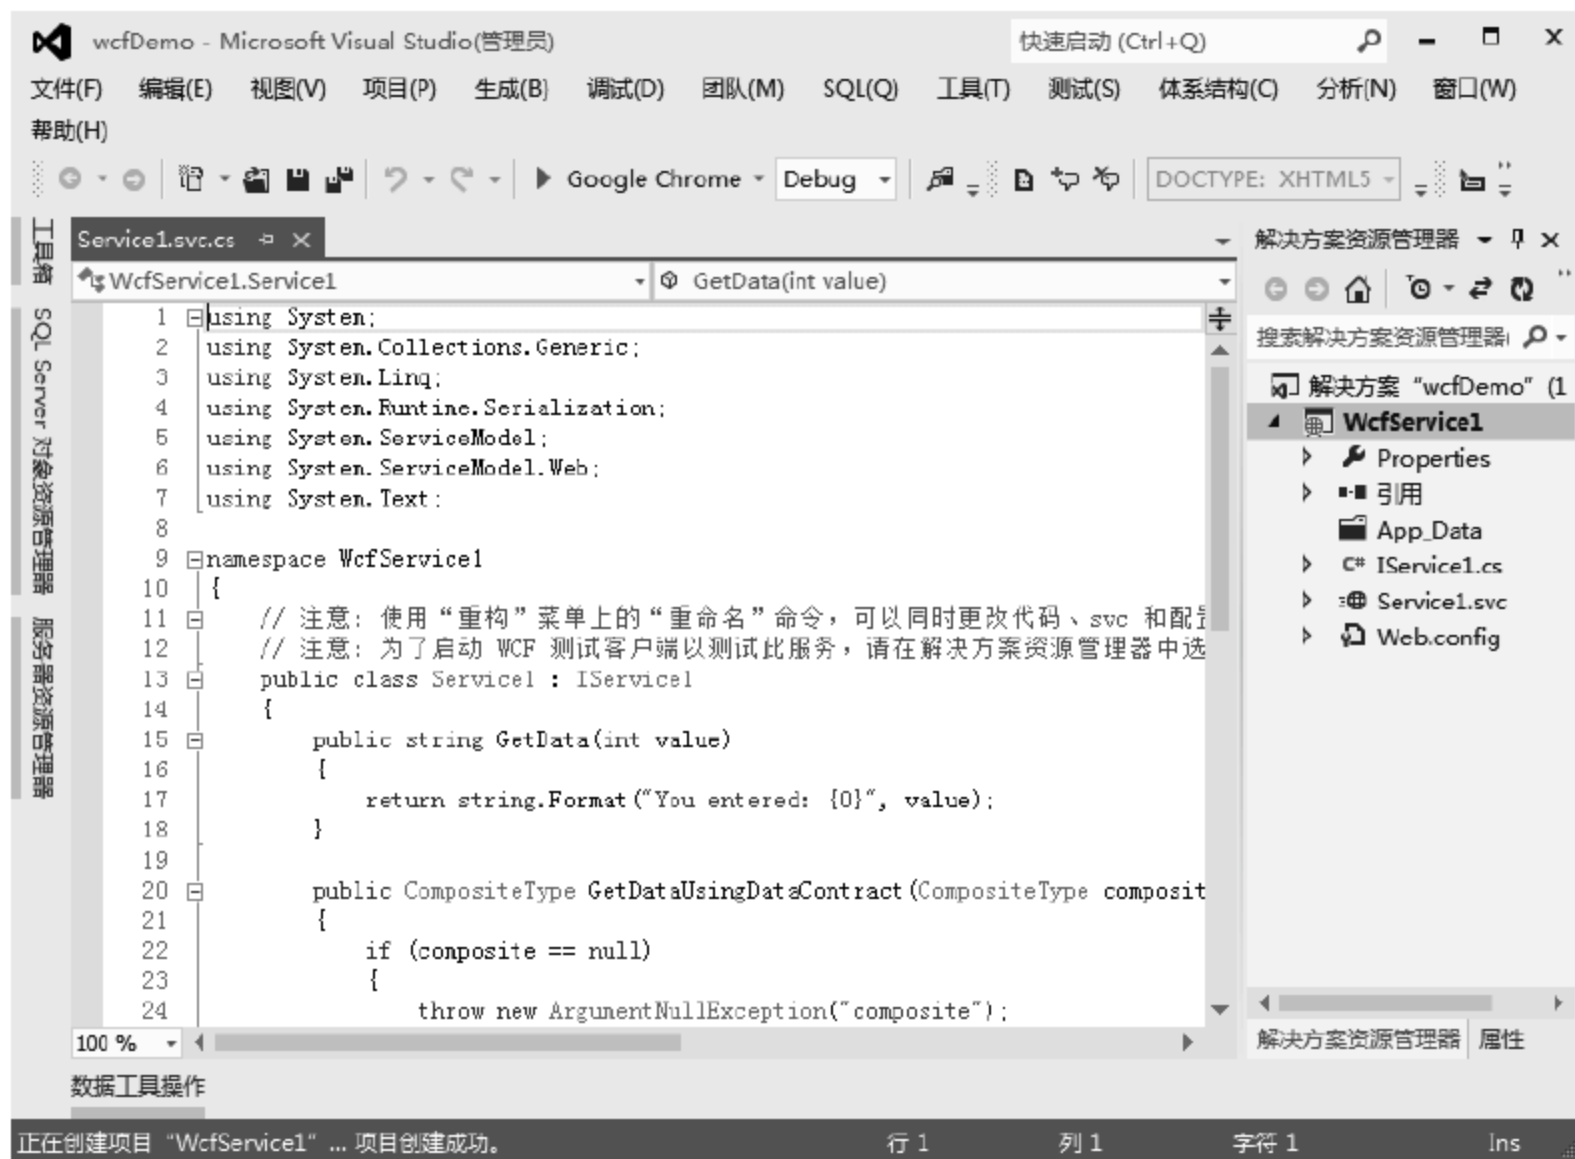 wcfDemo - Microsoft Visual Studio(管理员)
快速启动 (Ctrl+Q)
文件(F) 编辑(E) 视图(V) 项目(P) 生成(B) 调试(D) 团队(M) SQL(Q) 工具(T) 测试(S) 体系结构(C) 分析(N) 窗口(W)
帮助(H)
Google Chrome Debug DOCTYPE: XHTML5
工具箱
SQL Server 对象资源管理器
服务器资源管理器
Service1.svc.cs
WcfService1.Service1 GetData(int value)
1 using System;
2 using System.Collections.Generic;
3 using System.Linq;
4 using System.Runtime.Serialization;
5 using System.ServiceModel;
6 using System.ServiceModel.Web;
7 using System.Text;
8
9 namespace WcfService1
10 {
11 // 注意: 使用“重构”菜单上的“重命名”命令，可以同时更改代码、svc 和配
12 // 注意: 为了启动 WCF 测试客户端以测试此服务，请在解决方案资源管理器中选
13 public class Service1 : IService1
14 {
15 public string GetData(int value)
16 {
17 return string.Format("You entered: {0}", value);
18 }
19
20 public CompositeType GetDataUsingDataContract(CompositeType composit
21 {
22 if (composite == null)
23 {
24 throw new ArgumentNullException("composite");
100 %
解决方案资源管理器
搜索解决方案资源管理器(
解决方案“wcfDemo” (1
WcfService1
Properties
引用
App_Data
C# IService1.cs
Service1.svc
Web.config
解决方案资源管理器 属性
数据工具操作
正在创建项目“WcfService1” ... 项目创建成功。 行 1 列 1 字符 1 Ins